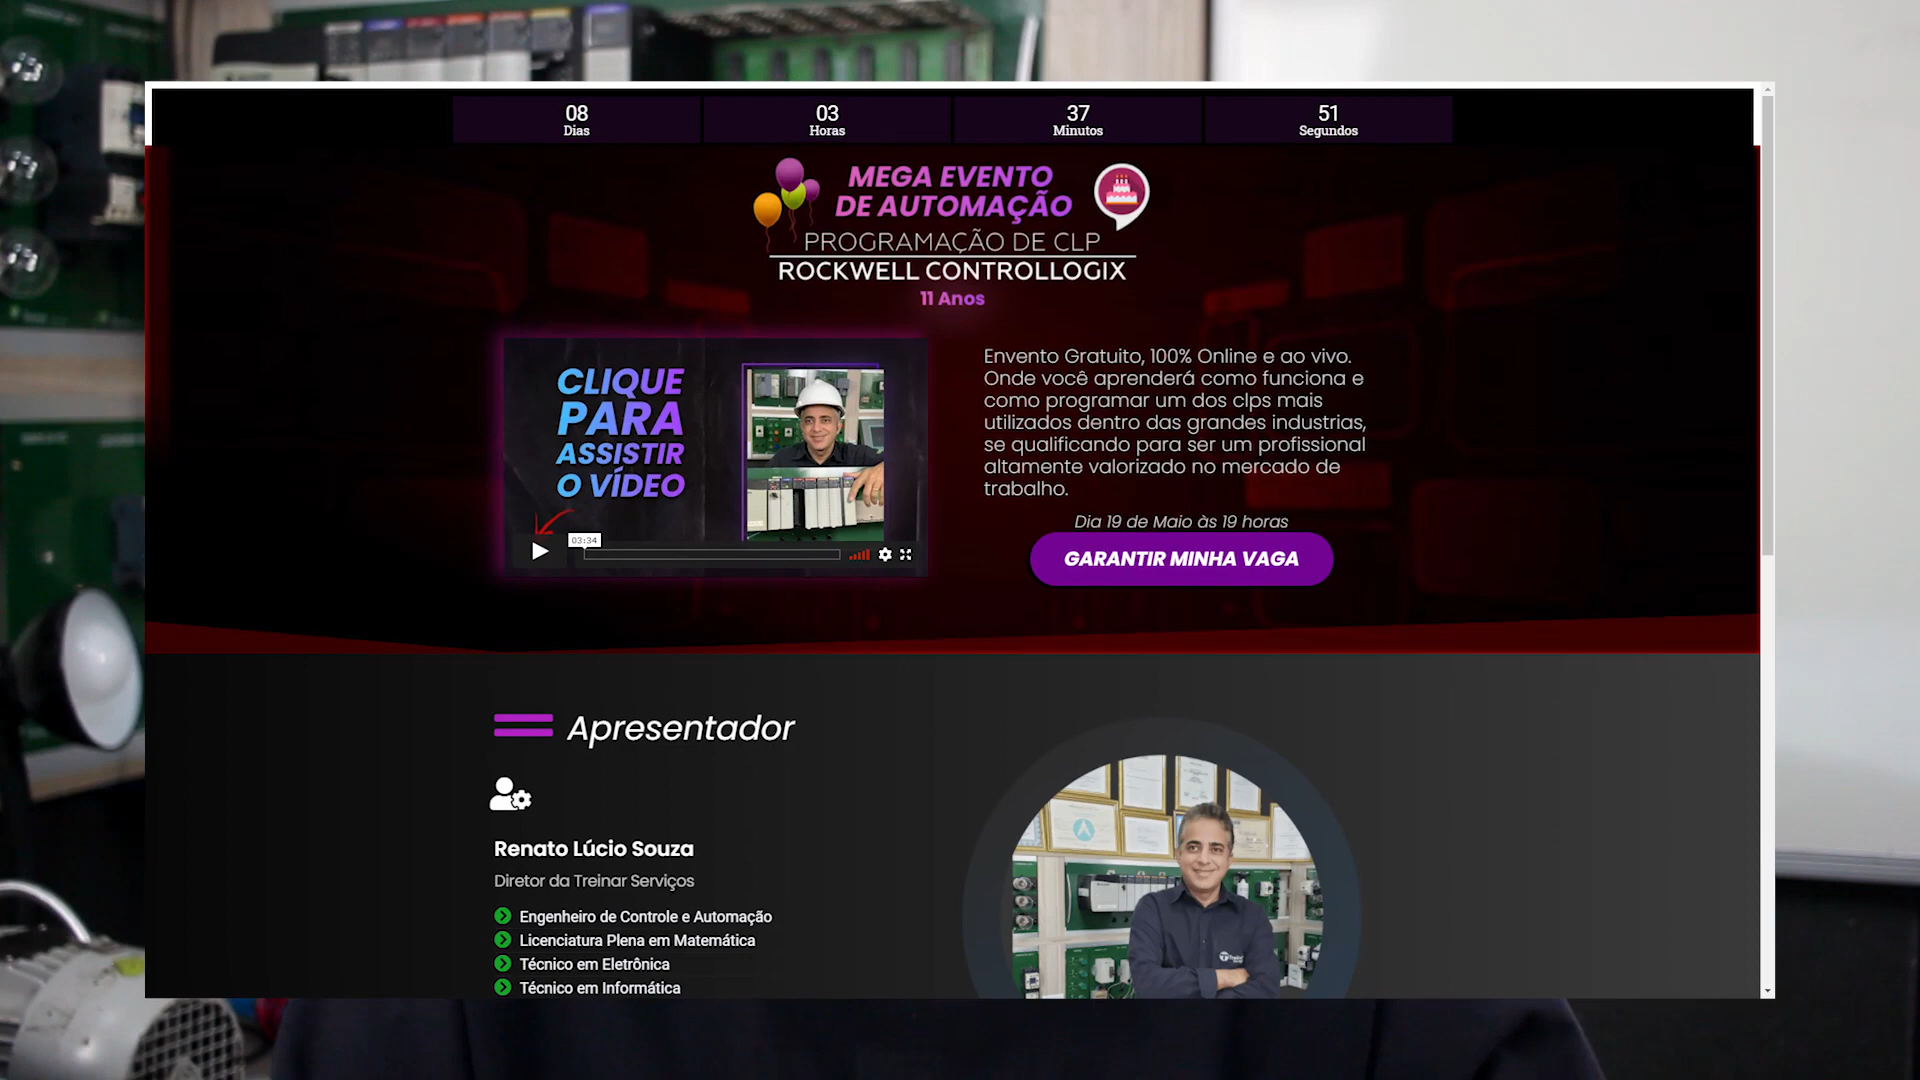 08
Dias
03
Horas
37
Minutos
51
Segundos
MEGA EVENTO
DE AUTOMAÇÃO
PROGRAMAÇÃO DE CLP
ROCKWELL CONTROLLOGIX
11 Anos
CLIQUE
PARA
ASSISTIR
O VÍDEO
03:34
Envento Gratuito, 100% Online e ao vivo.
Onde você aprenderá como funciona e
como programar um dos clps mais
utilizados dentro das grandes industrias,
se qualificando para ser um profissional
altamente valorizado no mercado de
trabalho.
Dia 19 de Maio às 19 horas
GARANTIR MINHA VAGA
Apresentador
Renato Lúcio Souza
Diretor da Treinar Serviços
Engenheiro de Controle e Automação
Licenciatura Plena em Matemática
Técnico em Eletrônica
Técnico em Informática